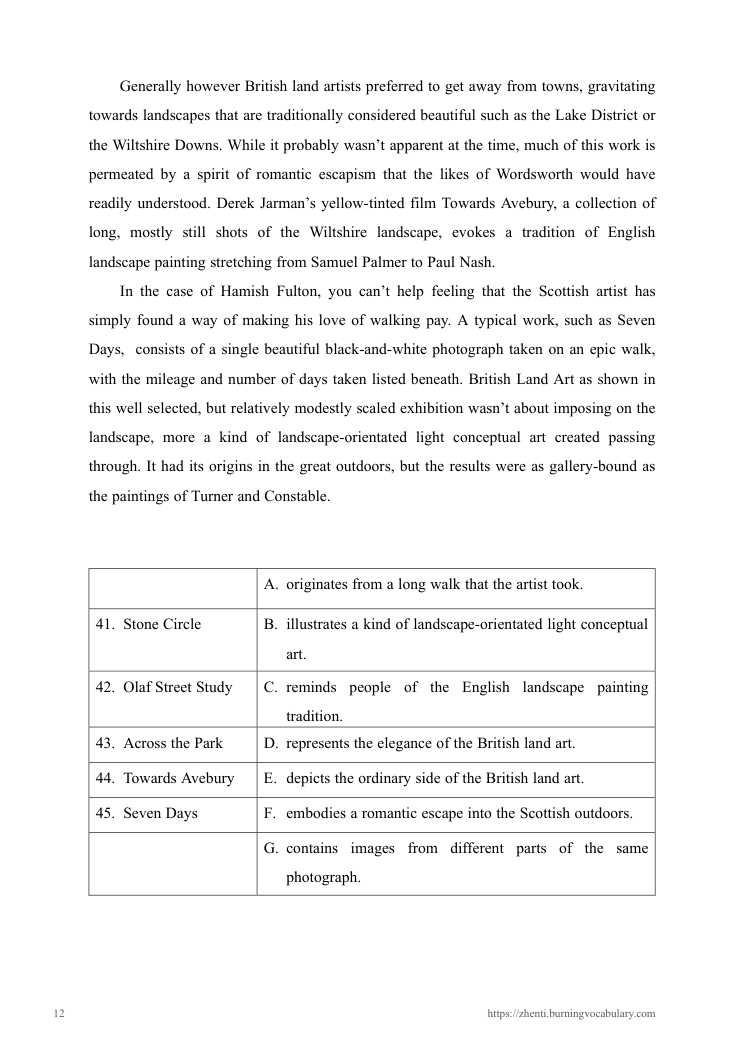 Generally however British land artists preferred to get away from towns, gravitating
towards landscapes that are traditionally considered beautiful such as the Lake District or
the Wiltshire Downs. While it probably wasn't apparent at the time, much of this work is
permeated by a spirit of romantic escapism that the likes of Wordsworth would have
readily understood. Derek Jarman's yellow-tinted film Towards Avebury, a collection of
long, mostly still shots of the Wiltshire landscape, evokes a tradition of English
landscape painting stretching from Samuel Palmer to Paul Nash.
In the case of Hamish Fulton, you can't help feeling that the Scottish artist has
simply found a way of making his love of walking pay. A typical work, such as Seven
Days, consists of a single beautiful black-and-white photograph taken on an epic walk,
with the mileage and number of days taken listed beneath. British Land Art as shown in
this well selected, but relatively modestly scaled exhibition wasn't about imposing on the
landscape, more a kind of landscape-orientated light conceptual art created passing
through. It had its origins in the great outdoors, but the results were as gallery-bound as
the paintings of Turner and Constable.
A. originates from a long walk that the artist took.
41. Stone Circle
B. illustrates a kind of landscape-orientated light conceptual
art.
42. Olaf Street Study
C. reminds people of the English landscape painting
tradition.
43. Across the Park
D. represents the elegance of the British land art.
44. Towards Avebury
E. depicts the ordinary side of the British land art.
45. Seven Days
F. embodies a romantic escape into the Scottish outdoors.
G. contains images from different parts of the same
photograph.
12
https://zhenti.burningvocabulary.com